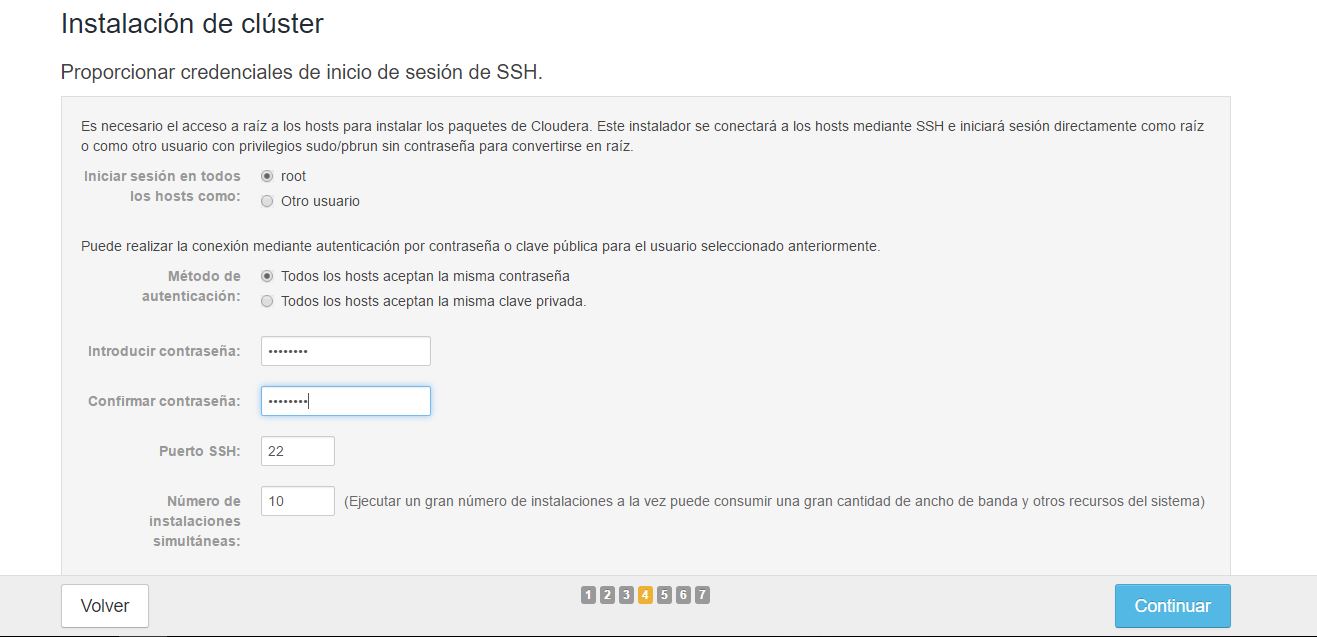 Instalación de clúster
Proporcionar credenciales de inicio de sesión de SSH.
Es necesario el acceso a raíz a los hosts para instalar los paquetes de Cloudera. Este instalador se conectará a los hosts mediante SSH e iniciará sesión directamente como raíz
o como otro usuario con privilegios sudo/pbrun sin contraseña para convertirse en raíz.
Iniciar sesión en todos
los hosts como:
root
Otro usuario
Puede realizar la conexión mediante autenticación por contraseña o clave pública para el usuario seleccionado anteriormente.
Método de
autenticación:
Todos los hosts aceptan la misma contraseña
Todos los hosts aceptan la misma clave privada.
Introducir contraseña: ••••••••
Confirmar contraseña: ••••••••
Puerto SSH: 22
Número de
instalaciones
simultáneas:
10 (Ejecutar un gran número de instalaciones a la vez puede consumir una gran cantidad de ancho de banda y otros recursos del sistema)
Volver 1 2 3 4 5 6 7 Continuar